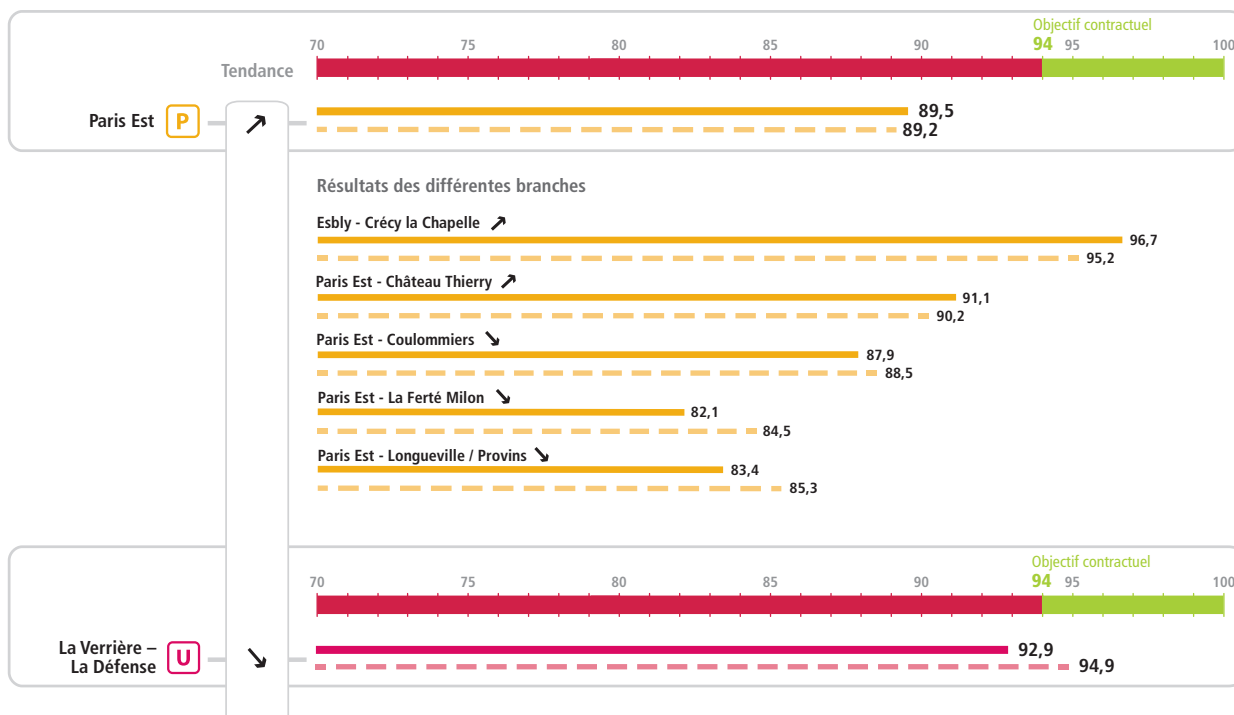 Objectif contractuel
70 75 80 85 90 94 95 100
Tendance
Paris Est P
89,5
89,2
Résultats des différentes branches
Esbly - Crécy la Chapelle
96,7
95,2
Paris Est - Château Thierry
91,1
90,2
Paris Est - Coulommiers
87,9
88,5
Paris Est - La Ferté Milon
82,1
84,5
Paris Est - Longueville / Provins
83,4
85,3
Objectif contractuel
70 75 80 85 90 94 95 100
La Verrière –
La Défense U
92,9
94,9